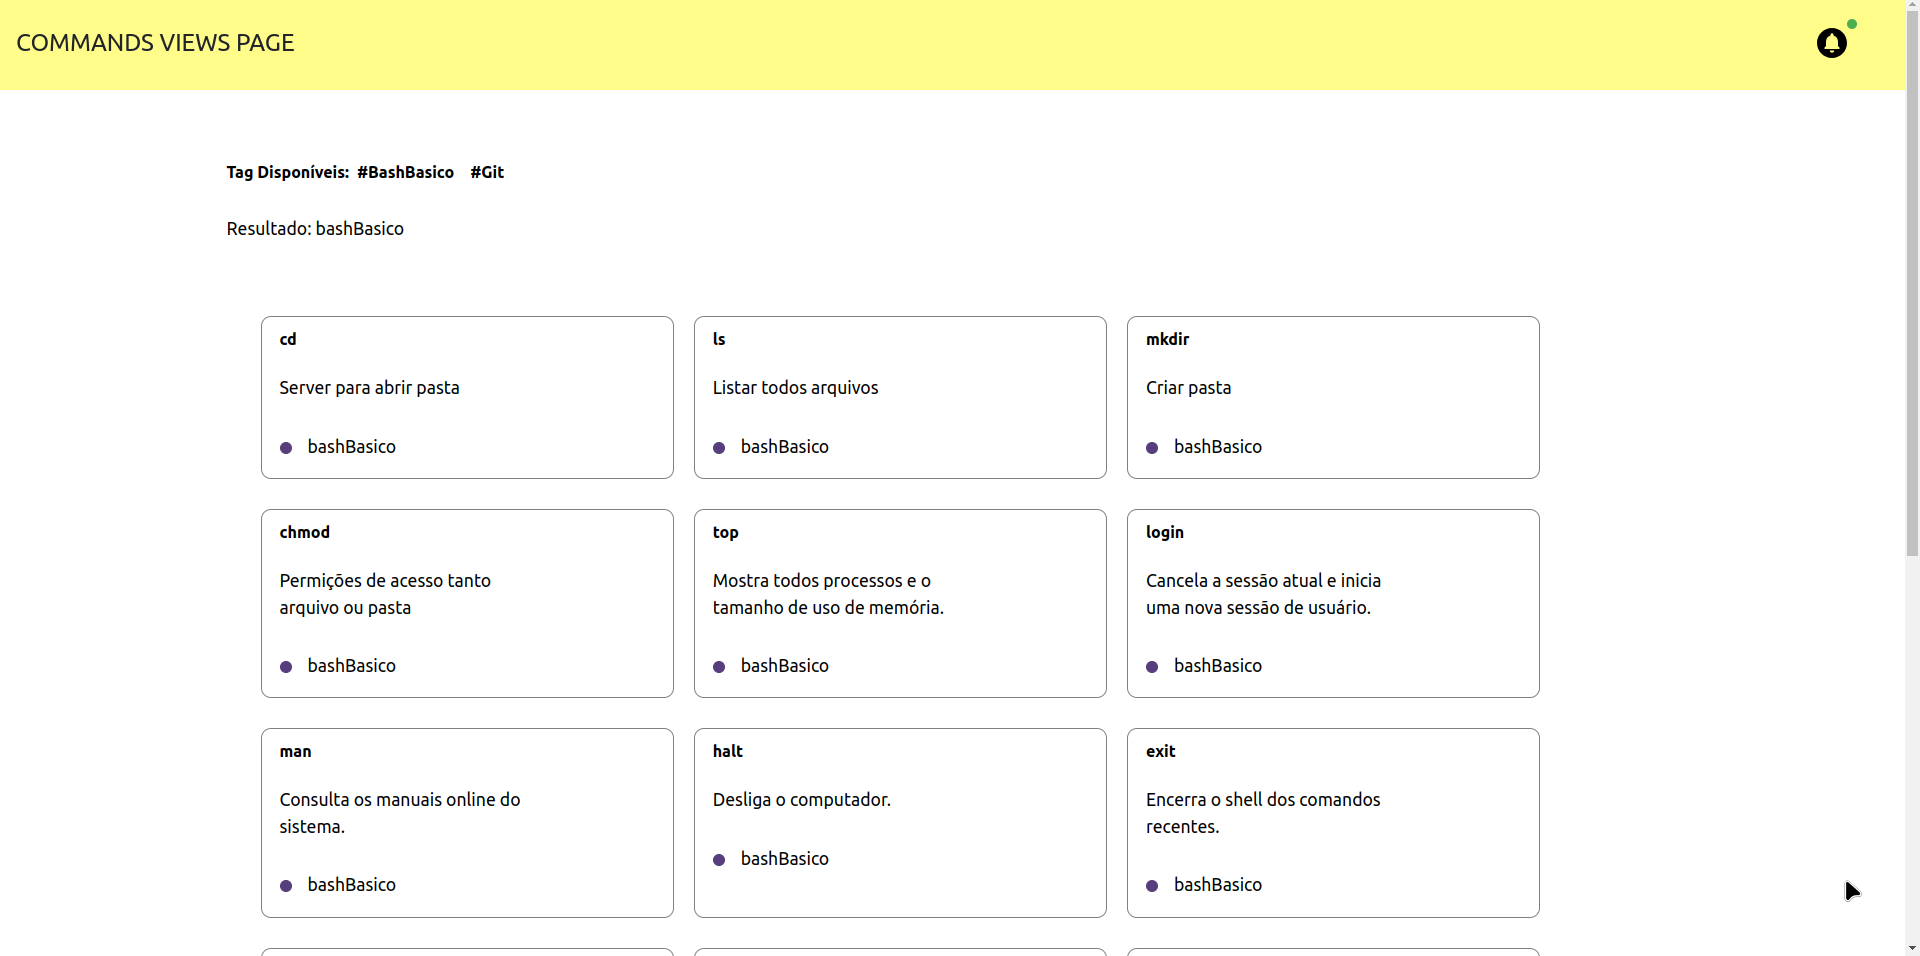 COMMANDS VIEWS PAGE
Tag Disponíveis: #BashBasico #Git
Resultado: bashBasico
cd
Server para abrir pasta
bashBasico
ls
Listar todos arquivos
bashBasico
mkdir
Criar pasta
bashBasico
chmod
Permições de acesso tanto
arquivo ou pasta
bashBasico
top
Mostra todos processos e o
tamanho de uso de memória.
bashBasico
login
Cancela a sessão atual e inicia
uma nova sessão de usuário.
bashBasico
man
Consulta os manuais online do
sistema.
bashBasico
halt
Desliga o computador.
bashBasico
exit
Encerra o shell dos comandos
recentes.
bashBasico